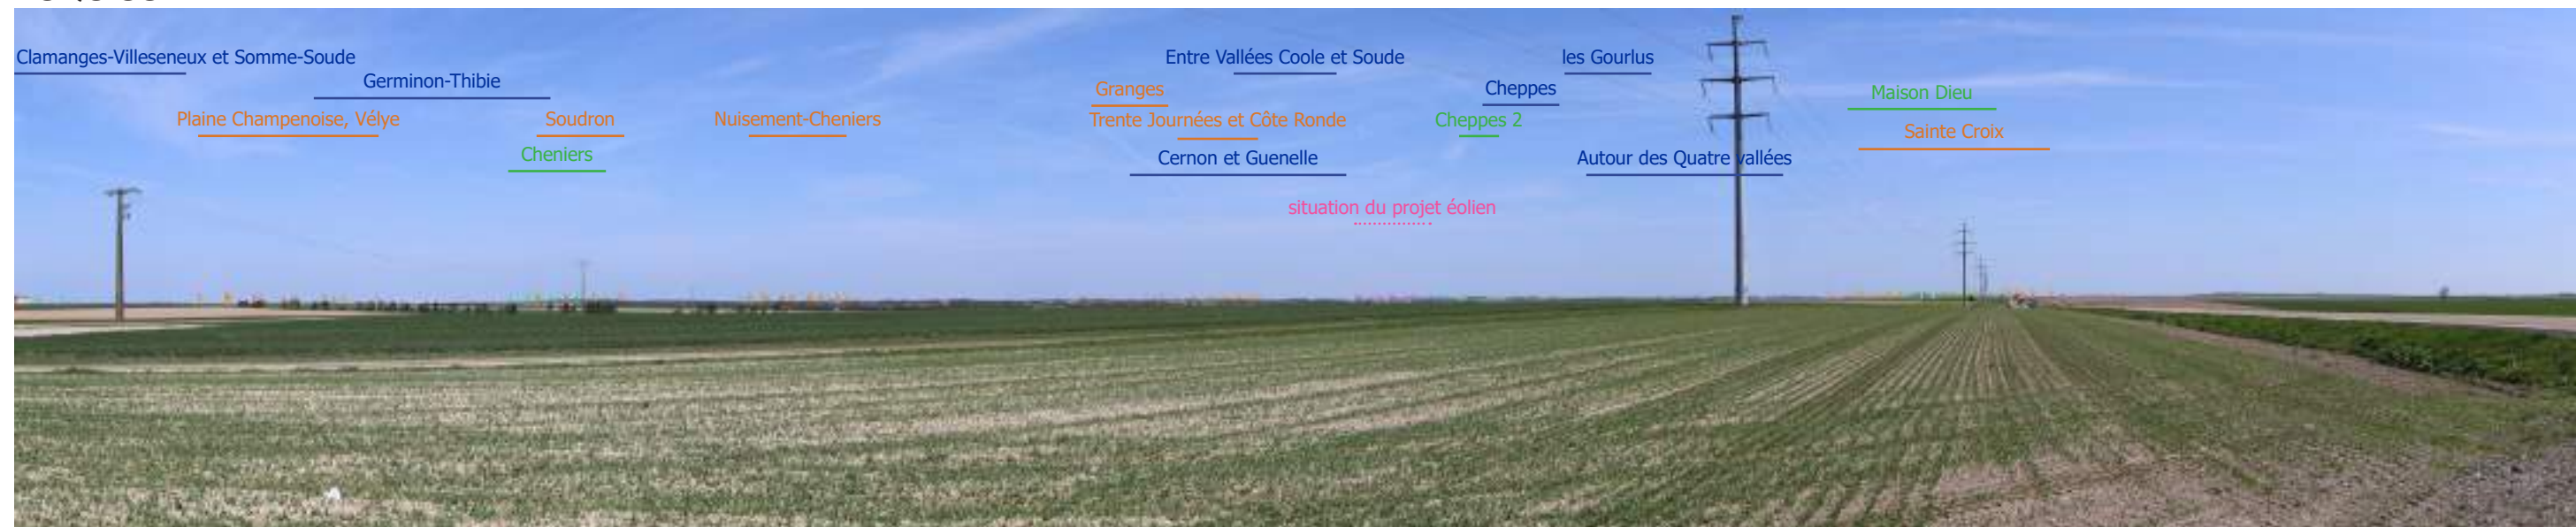 Clamanges-Villeseneux et Somme-Soude
Entre Vallées Coole et Soude
les Gourlus
Germinon-Thibie
Granges
Cheppes
Maison Dieu
Plaine Champenoise, Vélye
Soudron
Nuisement-Cheniers
Trente Journées et Côte Ronde
Cheppes 2
Sainte Croix
Cheniers
Cernon et Guenelle
Autour des Quatre vallées
situation du projet éolien